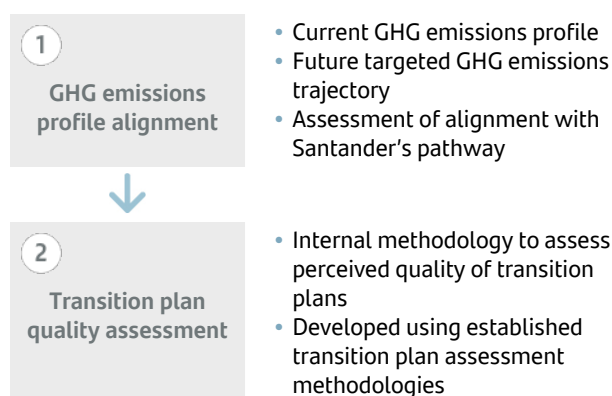 1
GHG emissions
profile alignment
• Current GHG emissions profile
• Future targeted GHG emissions
trajectory
• Assessment of alignment with
Santander’s pathway
2
Transition plan
quality assessment
• Internal methodology to assess
perceived quality of transition
plans
• Developed using established
transition plan assessment
methodologies